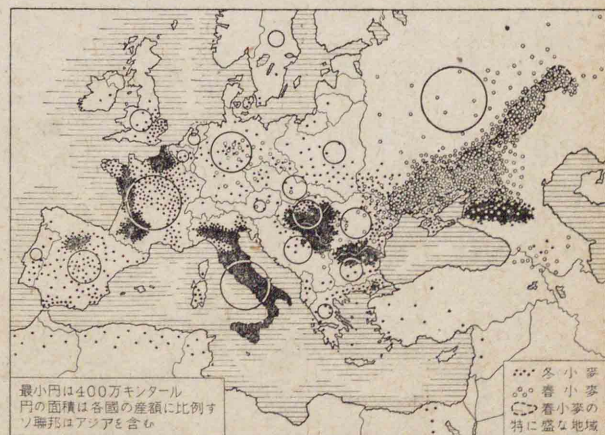 最小円は400万キンタール
円の面積は各國の産額に比例す
ソ聯邦はアジアを含む
冬小麥
春小麥
春小麥の
特に盛な地域